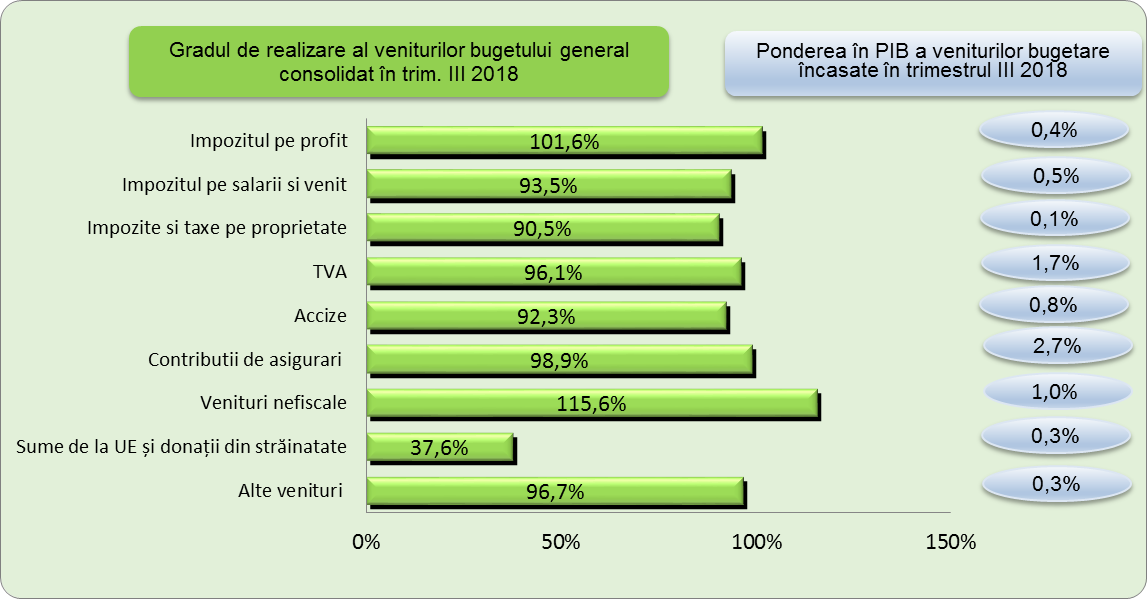 Gradul de realizare al veniturilor bugetului general
consolidat în trim. III 2018
Ponderea în PIB a veniturilor bugetare
încasate în trimestrul III 2018
Impozitul pe profit 101,6% 0,4%
Impozitul pe salarii si venit 93,5% 0,5%
Impozite si taxe pe proprietate 90,5% 0,1%
TVA 96,1% 1,7%
Accize 92,3% 0,8%
Contributii de asigurari 98,9% 2,7%
Venituri nefiscale 115,6% 1,0%
Sume de la UE și donații din străinatate 37,6% 0,3%
Alte venituri 96,7% 0,3%
0% 50% 100% 150%